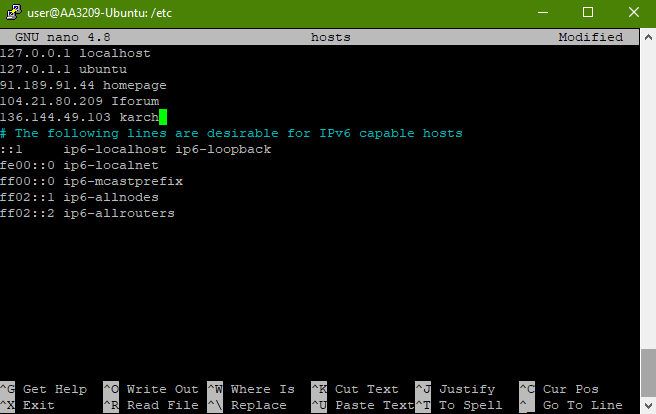 user@AA3209-Ubuntu: /etc
GNU nano 4.8 hosts Modified
127.0.0.1 localhost
127.0.1.1 ubuntu
91.189.91.44 homepage
104.21.80.209 Iforum
136.144.49.103 karch
# The following lines are desirable for IPv6 capable hosts
::1 ip6-localhost ip6-loopback
fe00::0 ip6-localnet
ff00::0 ip6-mcastprefix
ff02::1 ip6-allnodes
ff02::2 ip6-allrouters
^G Get Help ^O Write Out ^W Where Is ^K Cut Text ^J Justify ^C Cur Pos
^X Exit ^R Read File ^\ Replace ^U Paste Text ^T To Spell ^_ Go To Line